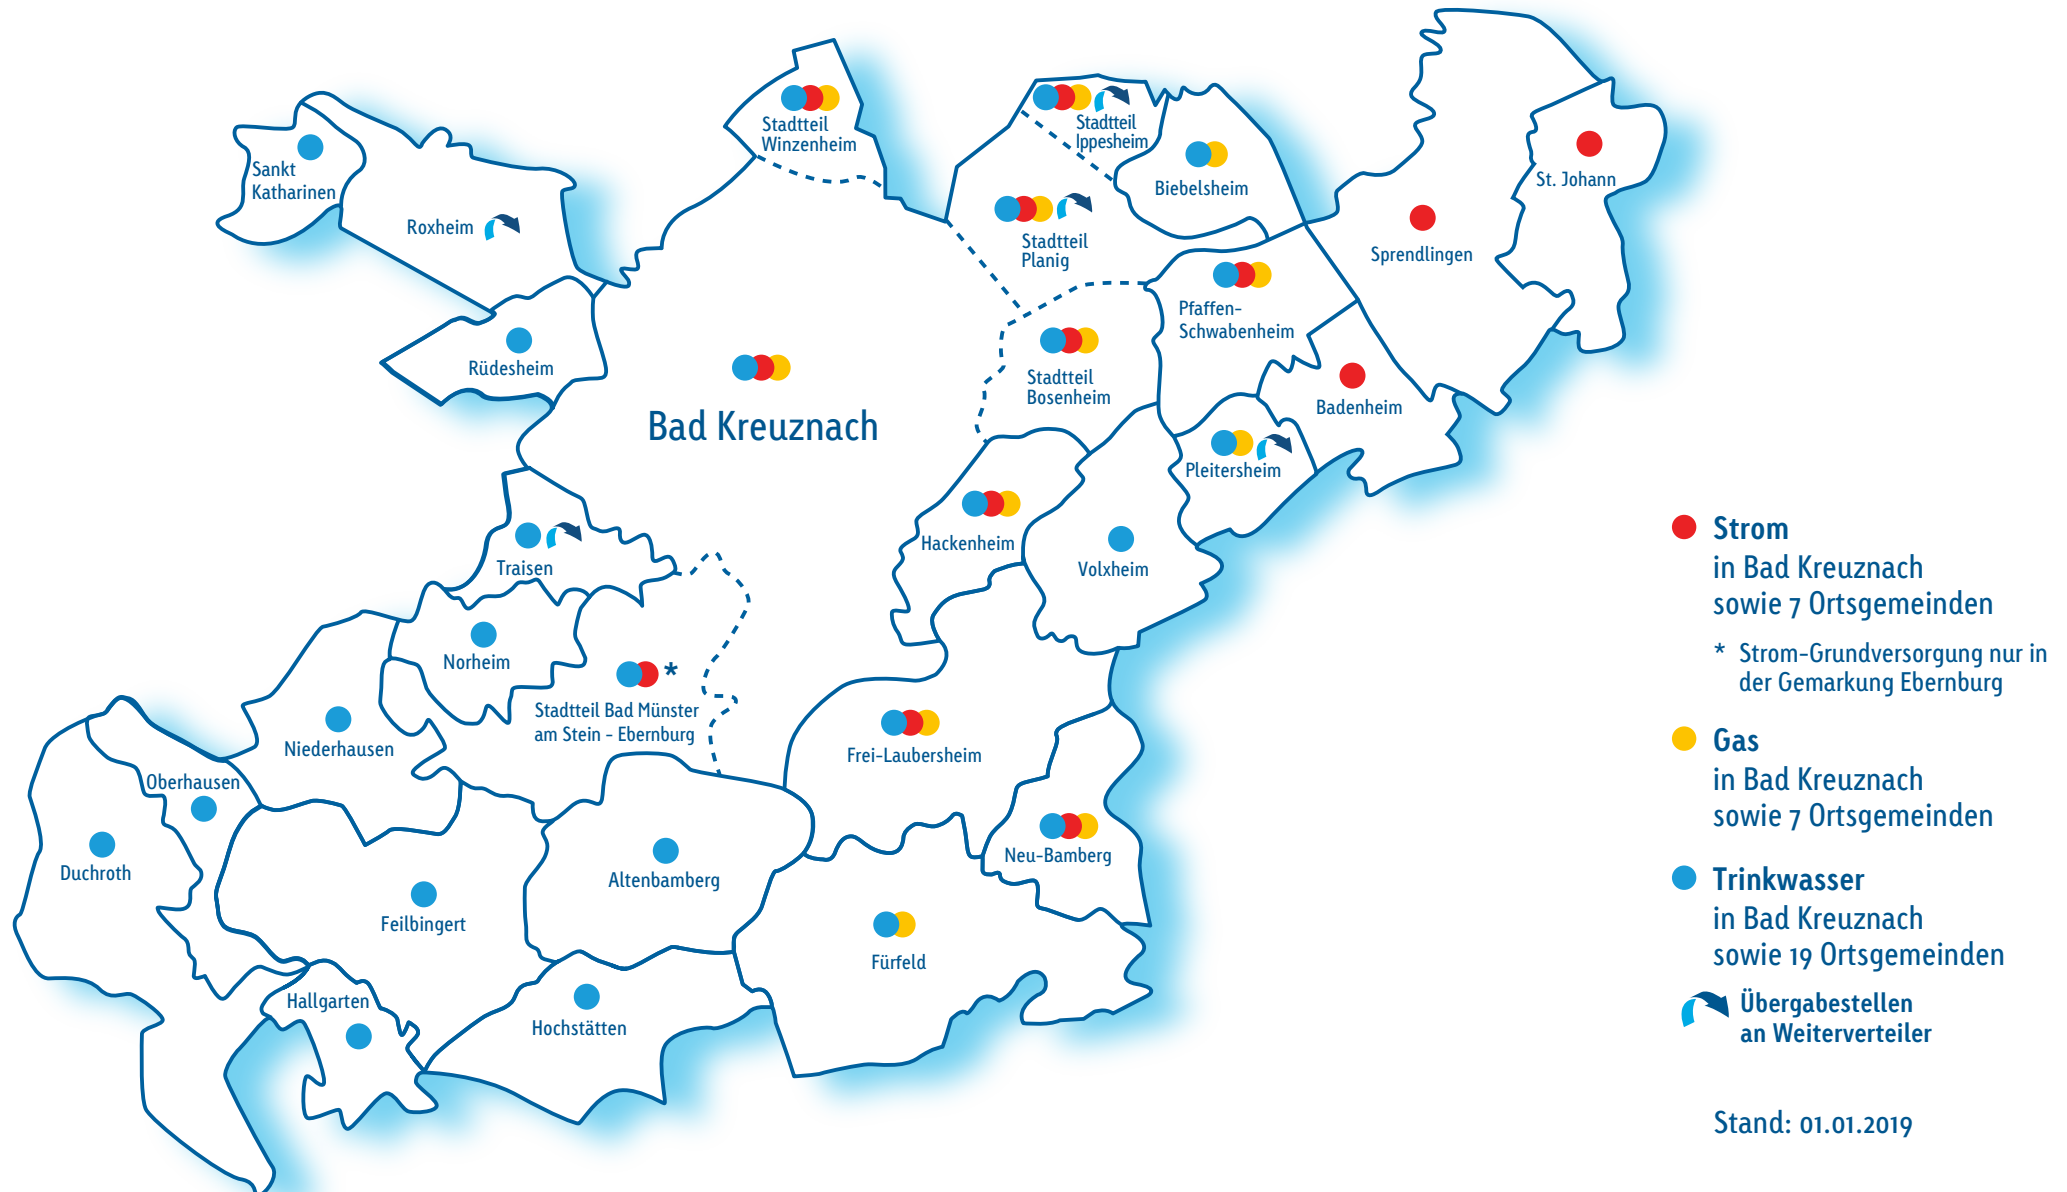 Stadtteil
Winzenheim
Stadtteil
Ippesheim
Sankt
Katharinen
Roxheim
Biebelsheim
St. Johann
Stadtteil
Planig
Sprendlingen
Pfaffen-
Schwabenheim
Rüdesheim
Stadtteil
Bosenheim
Badenheim
Bad Kreuznach
Pleitersheim
Hackenheim
Volxheim
Traisen
Norheim
Stadtteil Bad Münster
am Stein - Ebernburg
*
Niederhausen
Frei-Laubersheim
Oberhausen
Duchroth
Altenbamberg
Neu-Bamberg
Feilbingert
Fürfeld
Hallgarten
Hochstätten
Strom
in Bad Kreuznach
sowie 7 Ortsgemeinden
* Strom-Grundversorgung nur in
der Gemarkung Ebernburg
Gas
in Bad Kreuznach
sowie 7 Ortsgemeinden
Trinkwasser
in Bad Kreuznach
sowie 19 Ortsgemeinden
Übergabestellen
an Weiterverteiler
Stand: 01.01.2019